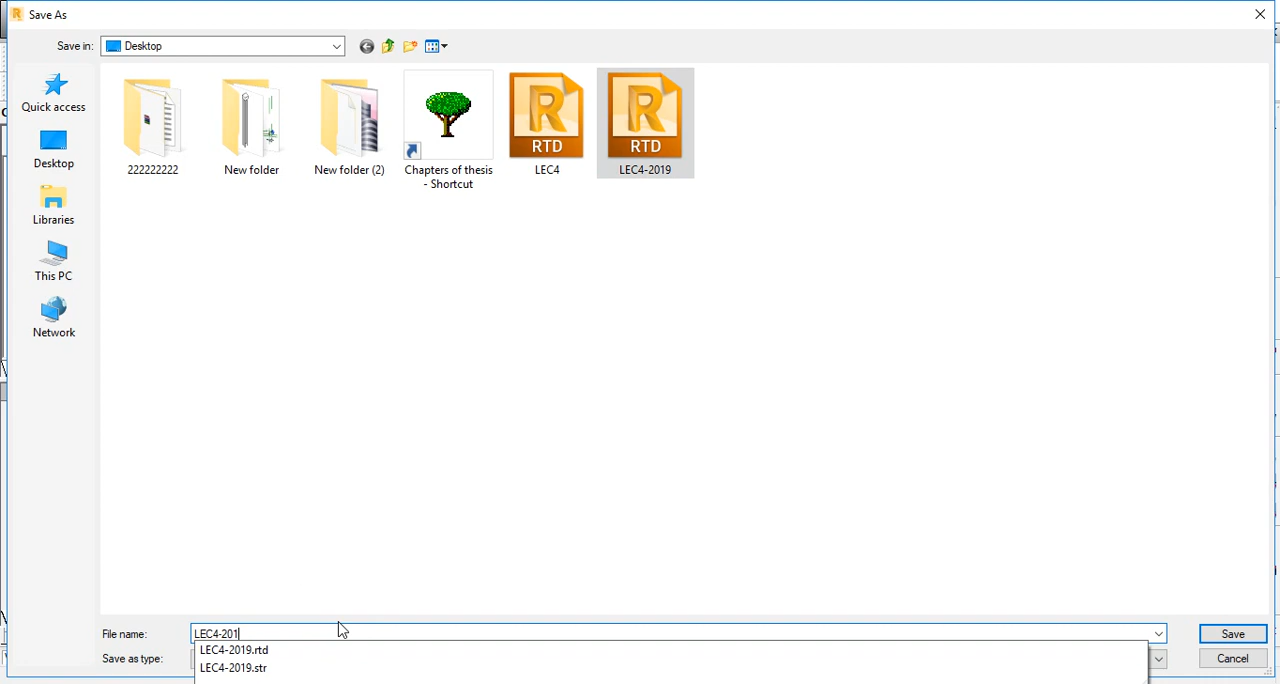 Save As
Save in:
Desktop
Quick access
Desktop
Libraries
This PC
Network
222222222
New folder
New folder (2)
Chapters of thesis
- Shortcut
R
RTD
LEC4
R
RTD
LEC4-2019
File name:
LEC4-201
Save
LEC4-2019.rtd
Save as type:
Cancel
LEC4-2019.str